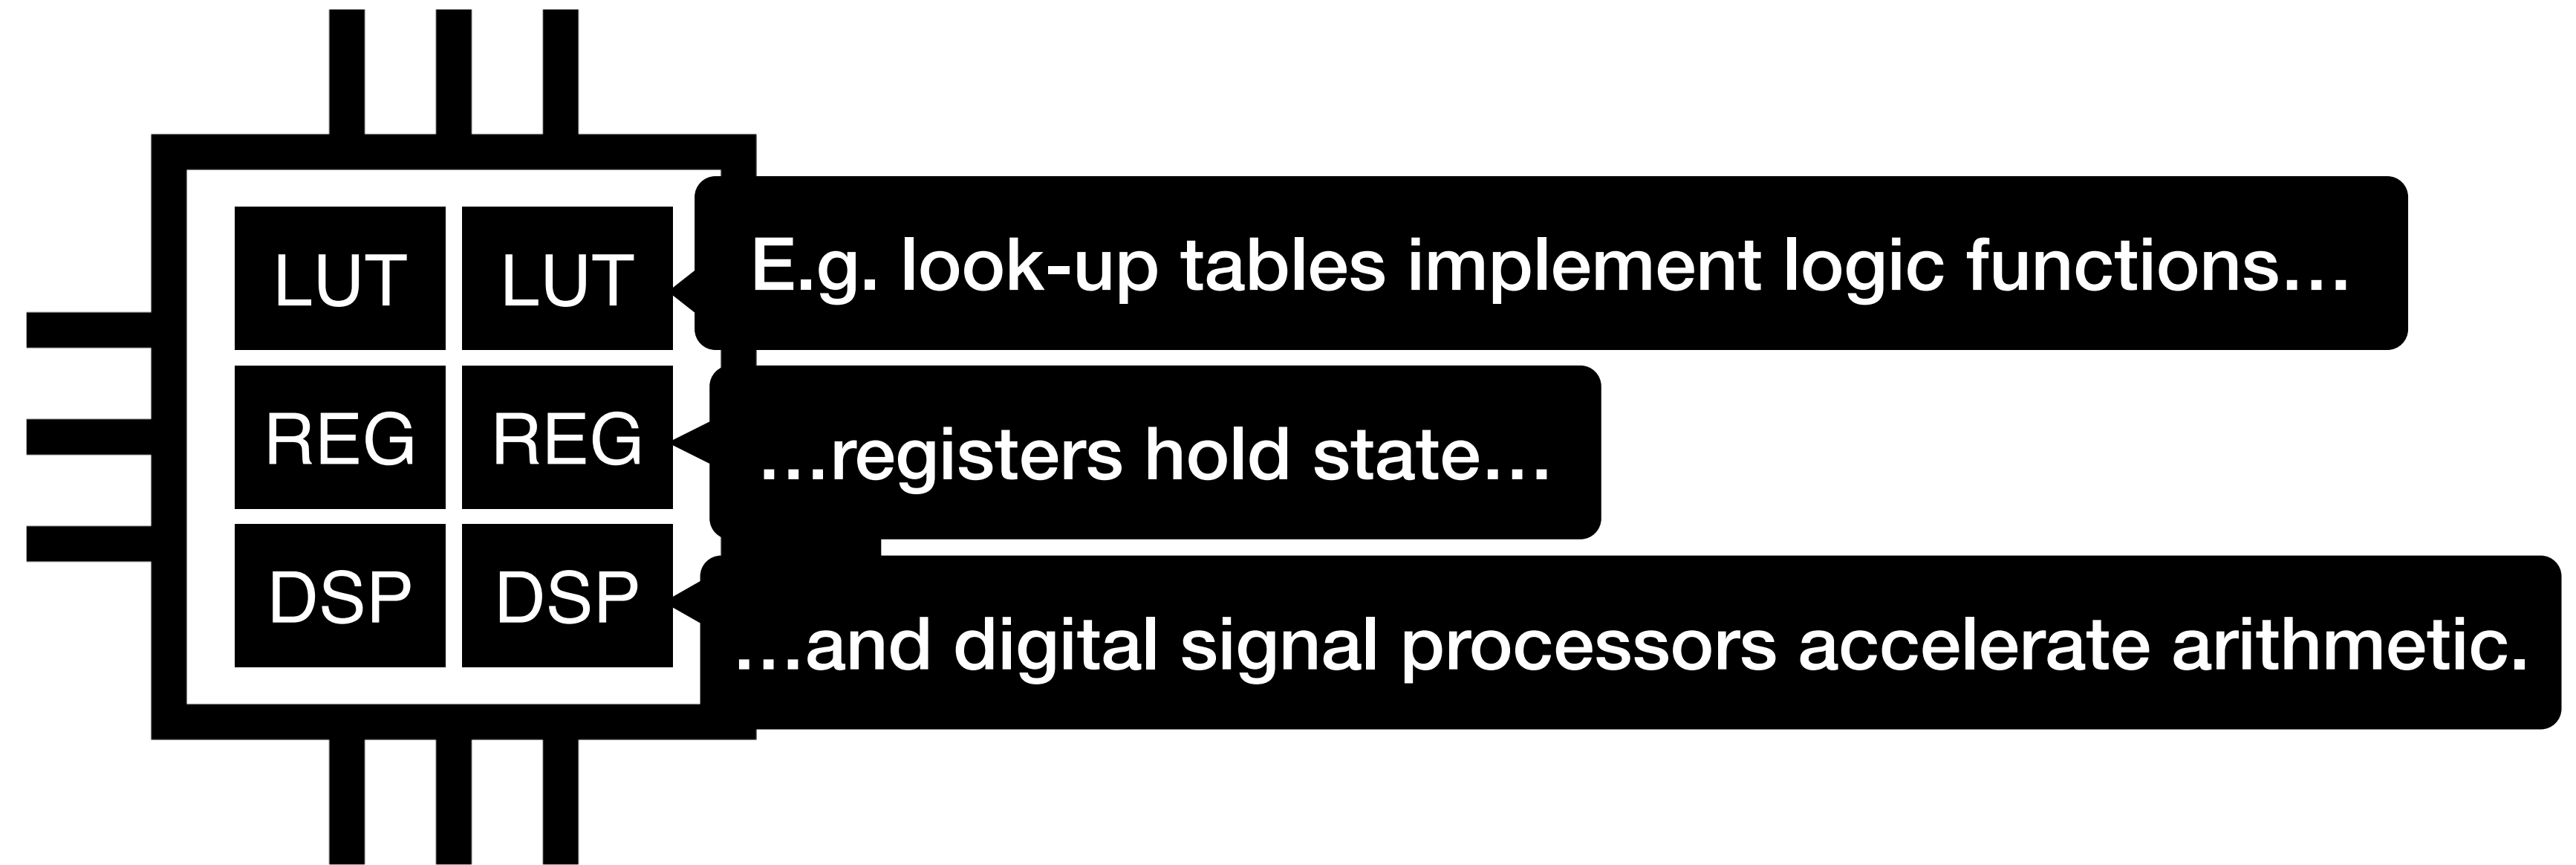 LUT LUT
E.g. look-up tables implement logic functions…
REG REG
…registers hold state…
DSP DSP
…and digital signal processors accelerate arithmetic.